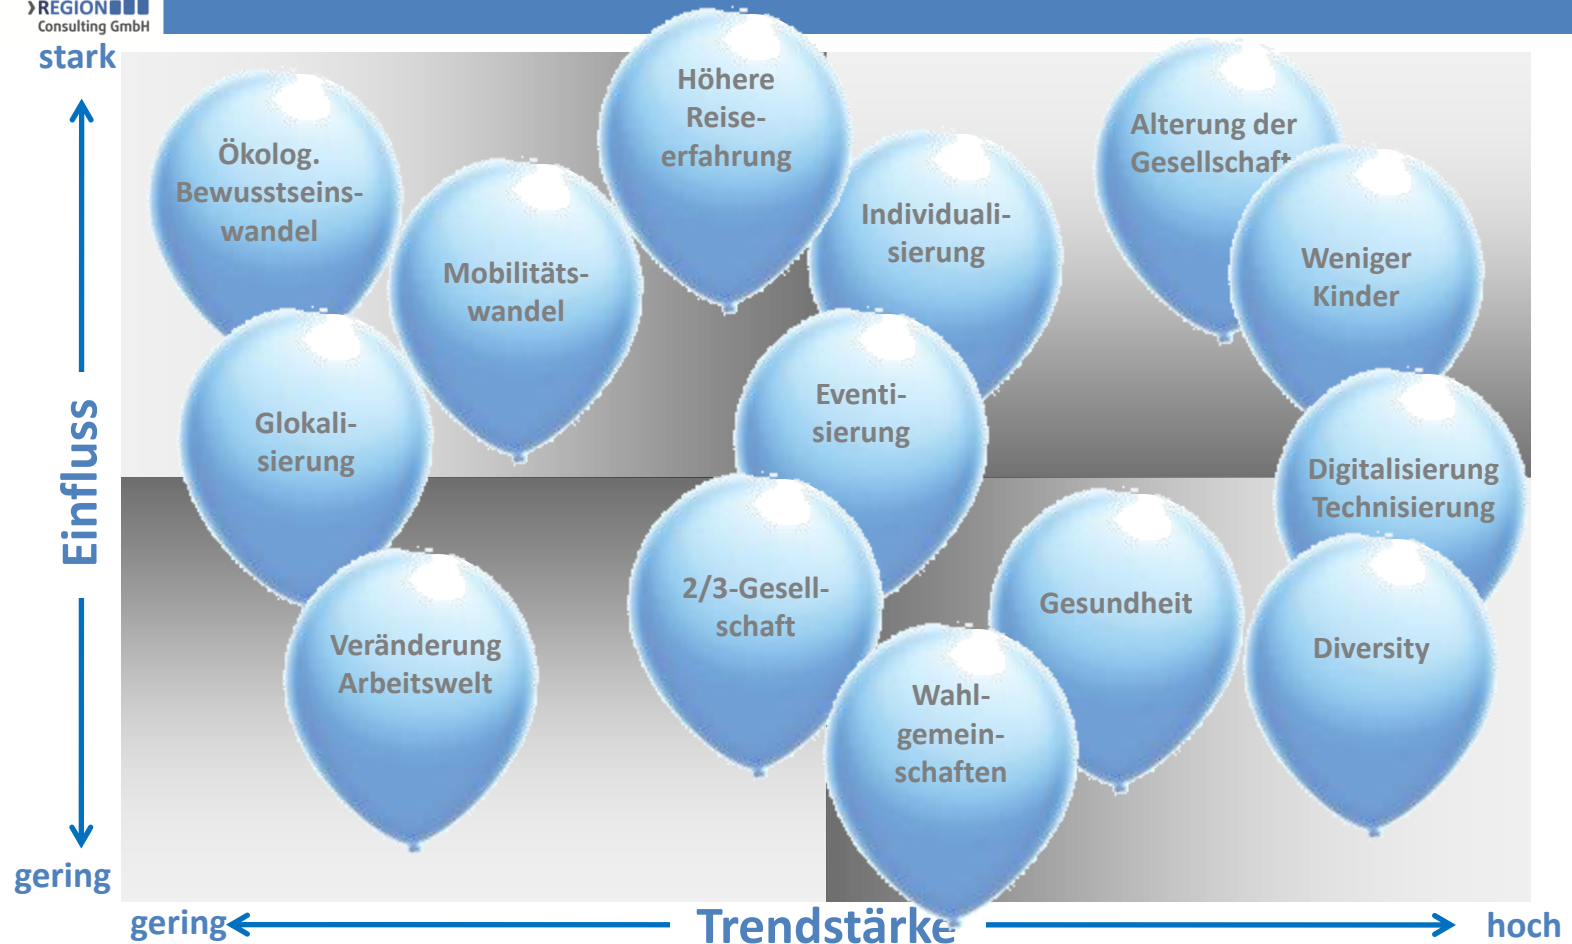 REGION
Consulting GmbH
stark
Höhere
Reise-
erfahrung
Alterung der
Gesellschaft
Ökolog.
Bewusstseins-
wandel
Individuali-
sierung
Mobilitäts-
wandel
Weniger
Kinder
Eventi-
sierung
Glokali-
sierung
Digitalisierung
Technisierung
Einfluss
2/3-Gesell-
schaft
Gesundheit
Veränderung
Arbeitswelt
Diversity
Wahl-
gemein-
schaften
gering
gering
Trendstärke
hoch